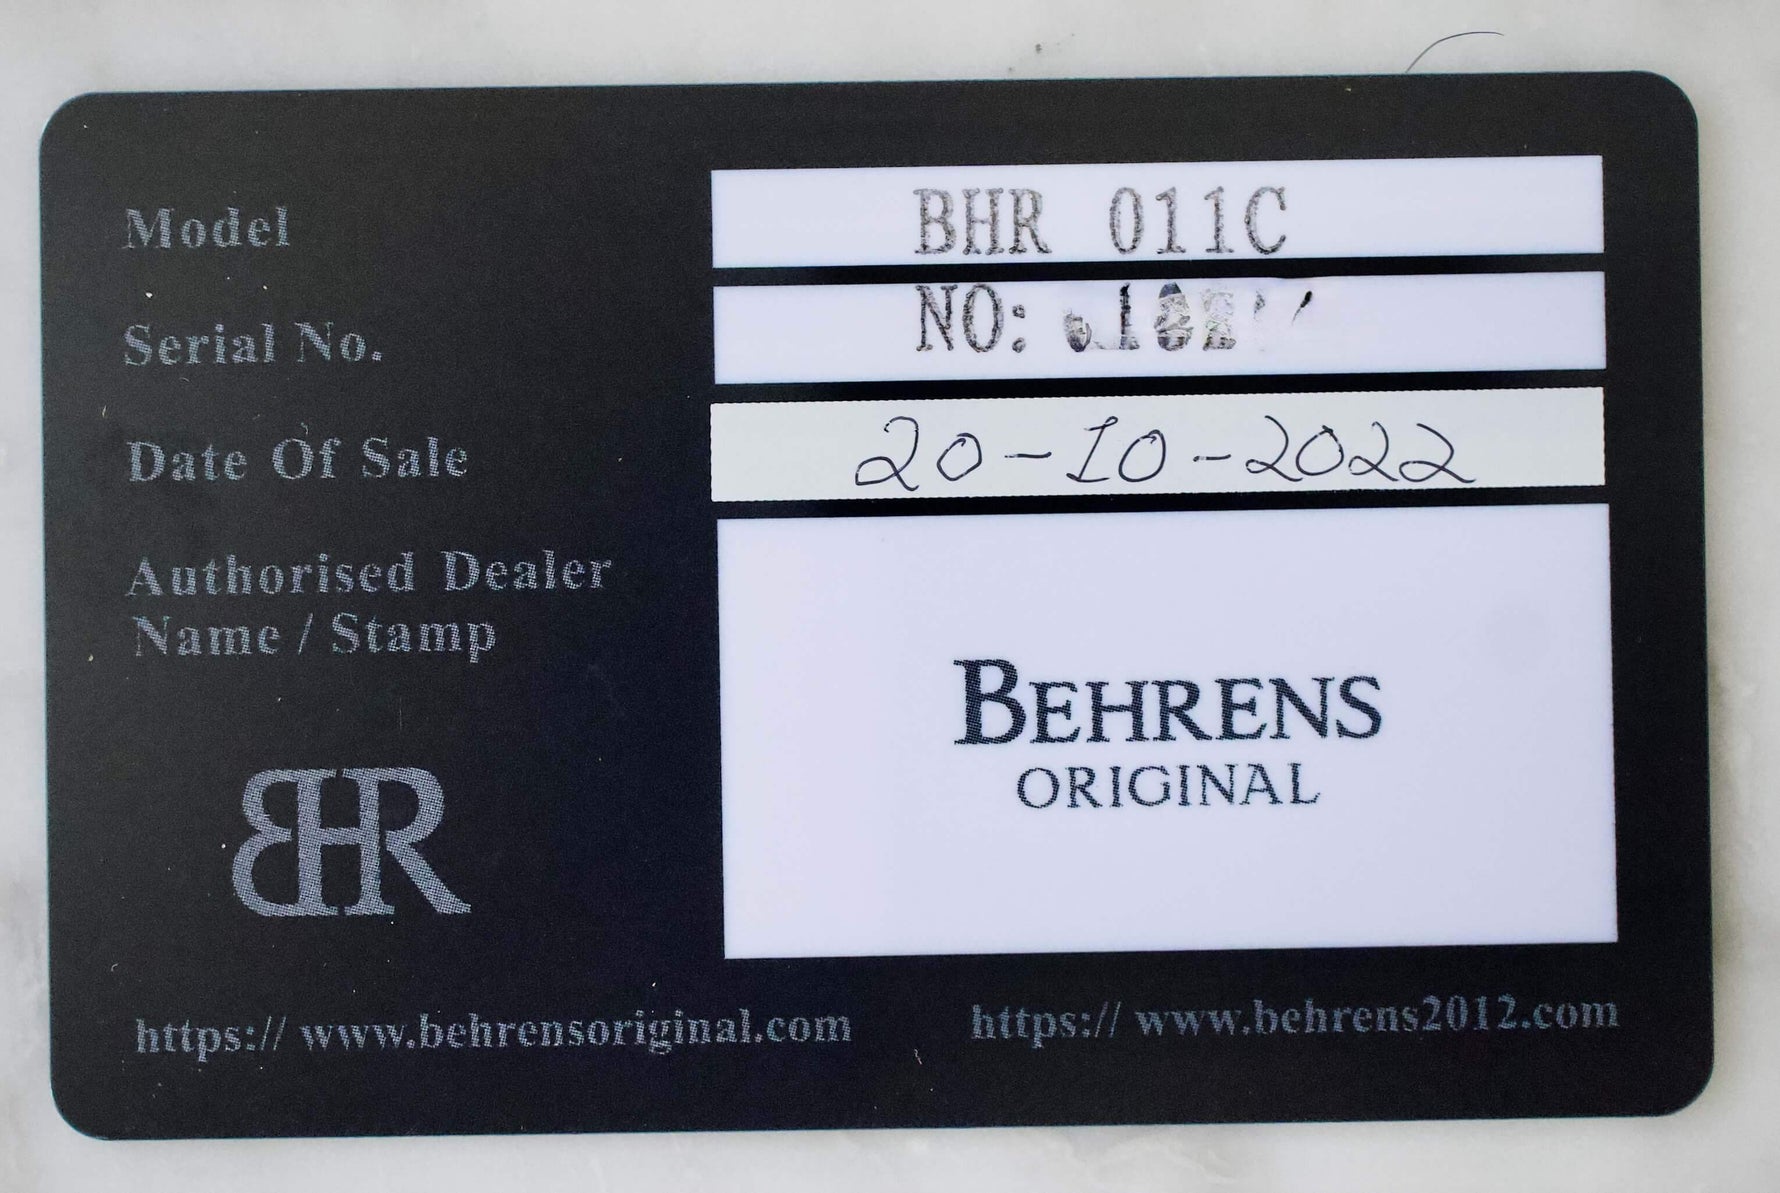 Model
BHR 011C
Serial No.
NO:
Date Of Sale
20-10-2022
Authorised Dealer
Name / Stamp
BEHRENS
ORIGINAL
BHR
https:// www.behrensoriginal.com
https:// www.behrens2012.com